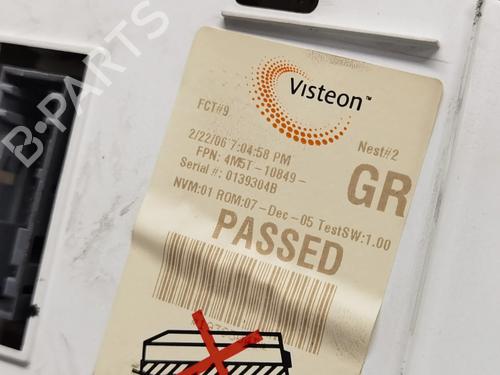 Visteon™
FCT#9
Nest#2
2/22/06 7:04:58 PM
FPN: 4M5T-10849-
GR
Serial #: 0139304B
NVM:01 ROM:07-Dec-05 TestSW:1.00
PASSED
B-PARTS